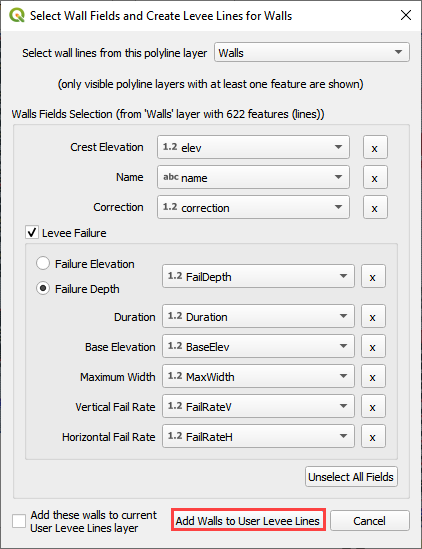 Select Wall Fields and Create Levee Lines for Walls
Select wall lines from this polyline layer Walls
(only visible polyline layers with at least one feature are shown)
Walls Fields Selection (from 'Walls' layer with 622 features (lines))
Crest Elevation 1.2 elev x
Name abc name x
Correction 1.2 correction x
Levee Failure
Failure Elevation
1.2 FailDepth x
Failure Depth
Duration 1.2 Duration x
Base Elevation 1.2 BaseElev x
Maximum Width 1.2 MaxWidth x
Vertical Fail Rate 1.2 FailRateV x
Horizontal Fail Rate 1.2 FailRateH x
Unselect All Fields
Add these walls to current
User Levee Lines layer
Add Walls to User Levee Lines Cancel